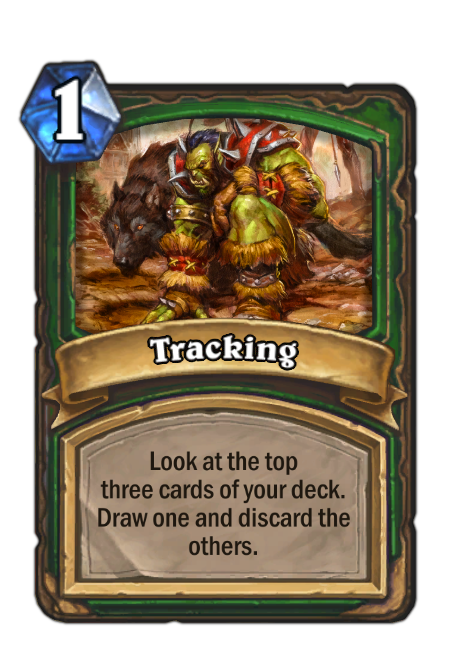 1
Tracking
Look at the top
three cards of your deck.
Draw one and discard the
others.